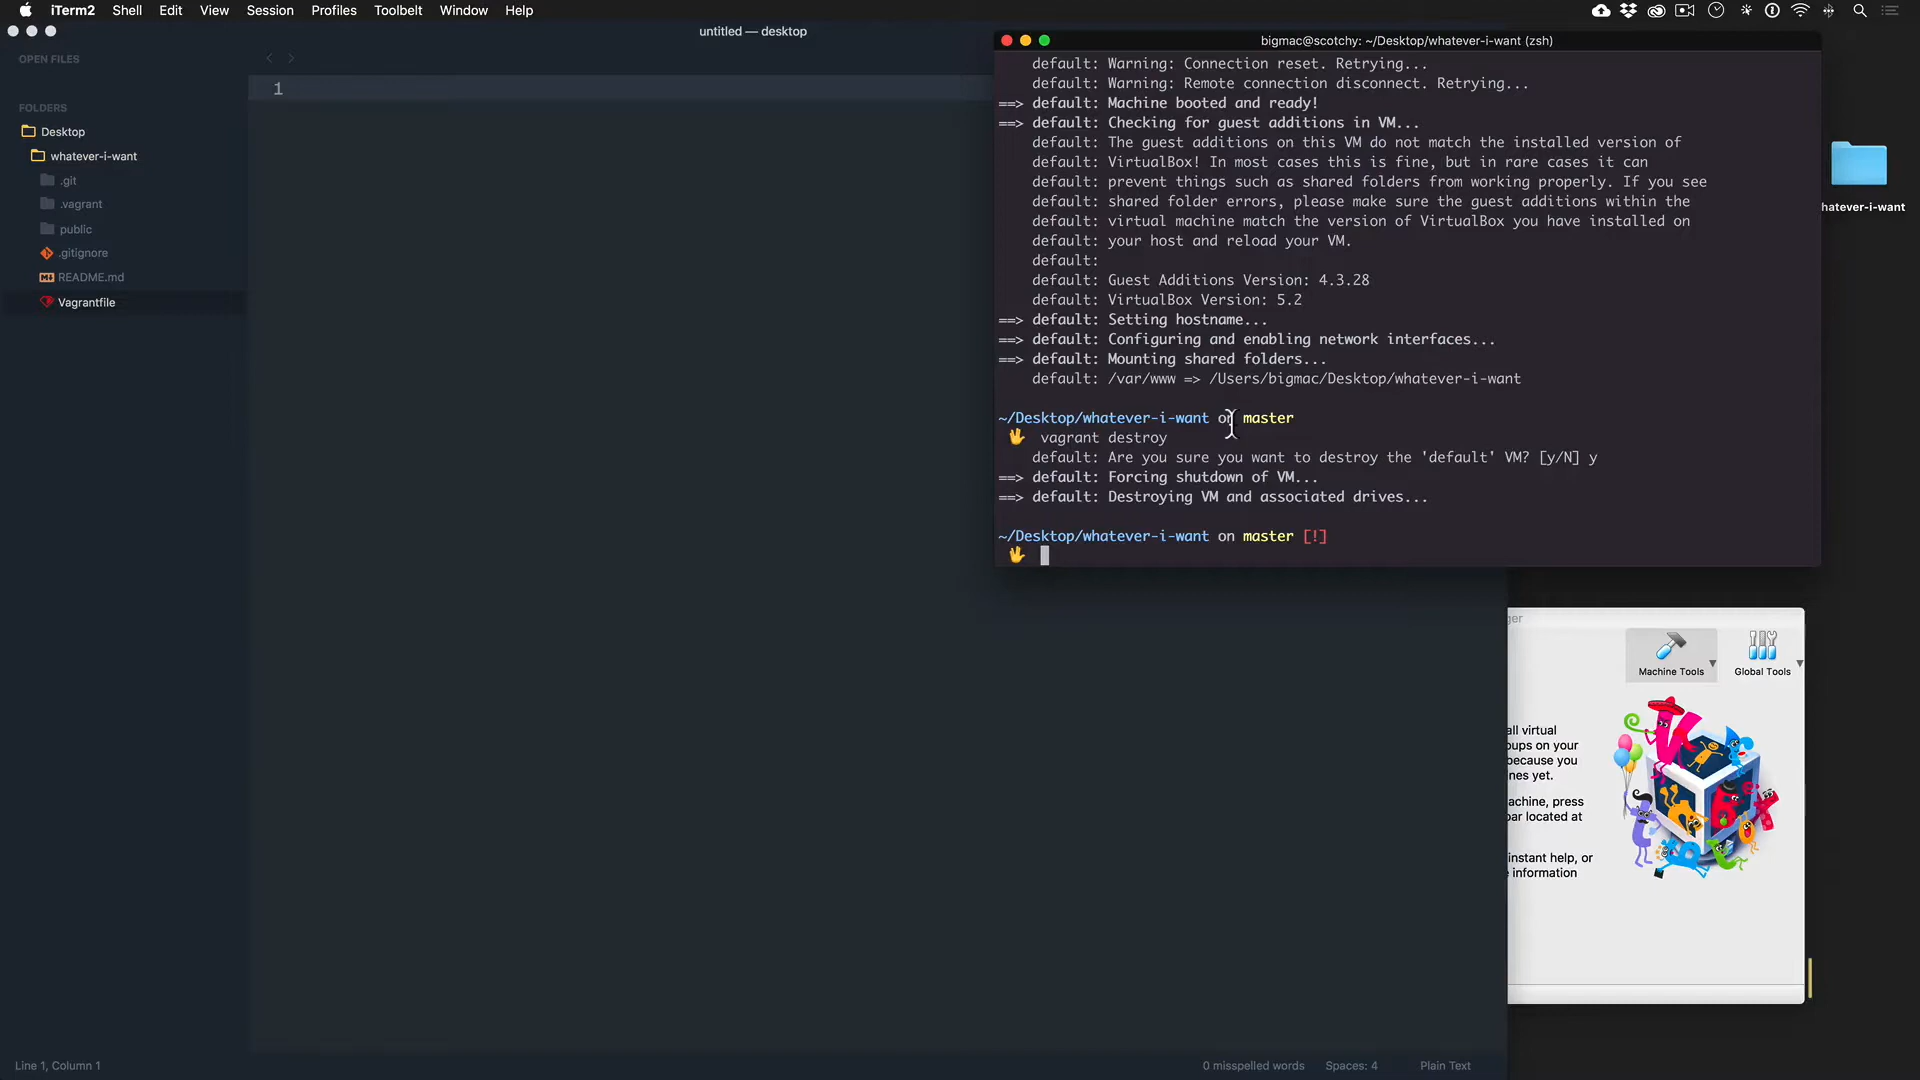 iTerm2 Shell Edit View Session Profiles Toolbelt Window Help
untitled — desktop
OPEN FILES
FOLDERS
Desktop
whatever-i-want
.git
.vagrant
public
.gitignore
README.md
Vagrantfile
1
bigmac@scotchy: ~/Desktop/whatever-i-want (zsh)
default: Warning: Connection reset. Retrying...
default: Warning: Remote connection disconnect. Retrying...
==> default: Machine booted and ready!
==> default: Checking for guest additions in VM...
default: The guest additions on this VM do not match the installed version of
default: VirtualBox! In most cases this is fine, but in rare cases it can
default: prevent things such as shared folders from working properly. If you see
default: shared folder errors, please make sure the guest additions within the
default: virtual machine match the version of VirtualBox you have installed on
default: your host and reload your VM.
default:
default: Guest Additions Version: 4.3.28
default: VirtualBox Version: 5.2
==> default: Setting hostname...
==> default: Configuring and enabling network interfaces...
==> default: Mounting shared folders...
default: /var/www => /Users/bigmac/Desktop/whatever-i-want
~/Desktop/whatever-i-want on master
vagrant destroy
default: Are you sure you want to destroy the 'default' VM? [y/N] y
==> default: Forcing shutdown of VM...
==> default: Destroying VM and associated drives...
~/Desktop/whatever-i-want on master [!]
hatever-i-want
ger
Machine Tools
Global Tools
all virtual
oups on your
because you
nes yet.
achine, press
bar located at
instant help, or
information
Line 1, Column 1
0 misspelled words
Spaces: 4
Plain Text